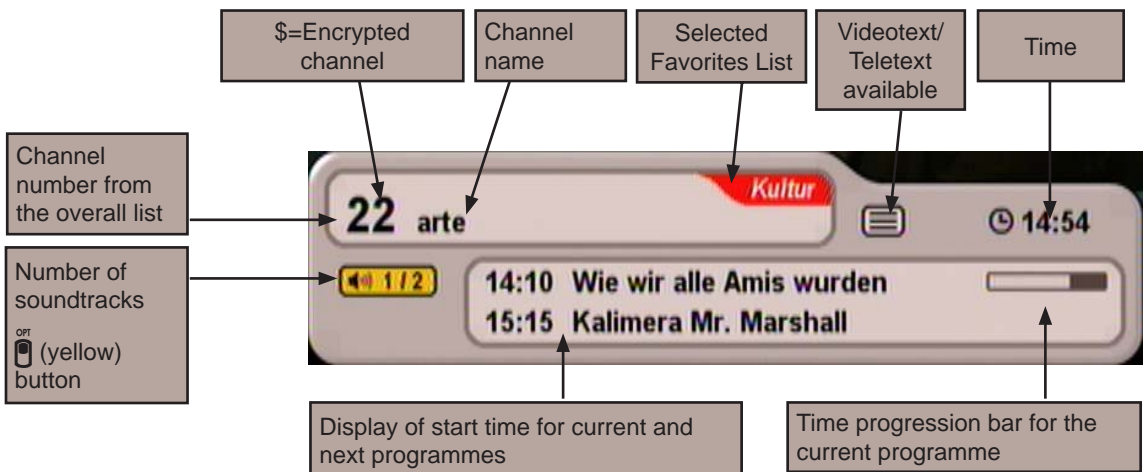 $=Encrypted
channel
Channel
name
Selected
Favorites List
Videotext/
Teletext
available
Time
Channel
number from
the overall list
Kultur
22 arte
14:54
Number of
soundtracks
OPT
(yellow)
button
1/2
14:10 Wie wir alle Amis wurden
15:15 Kalimera Mr. Marshall
Display of start time for current and
next programmes
Time progression bar for the
current programme